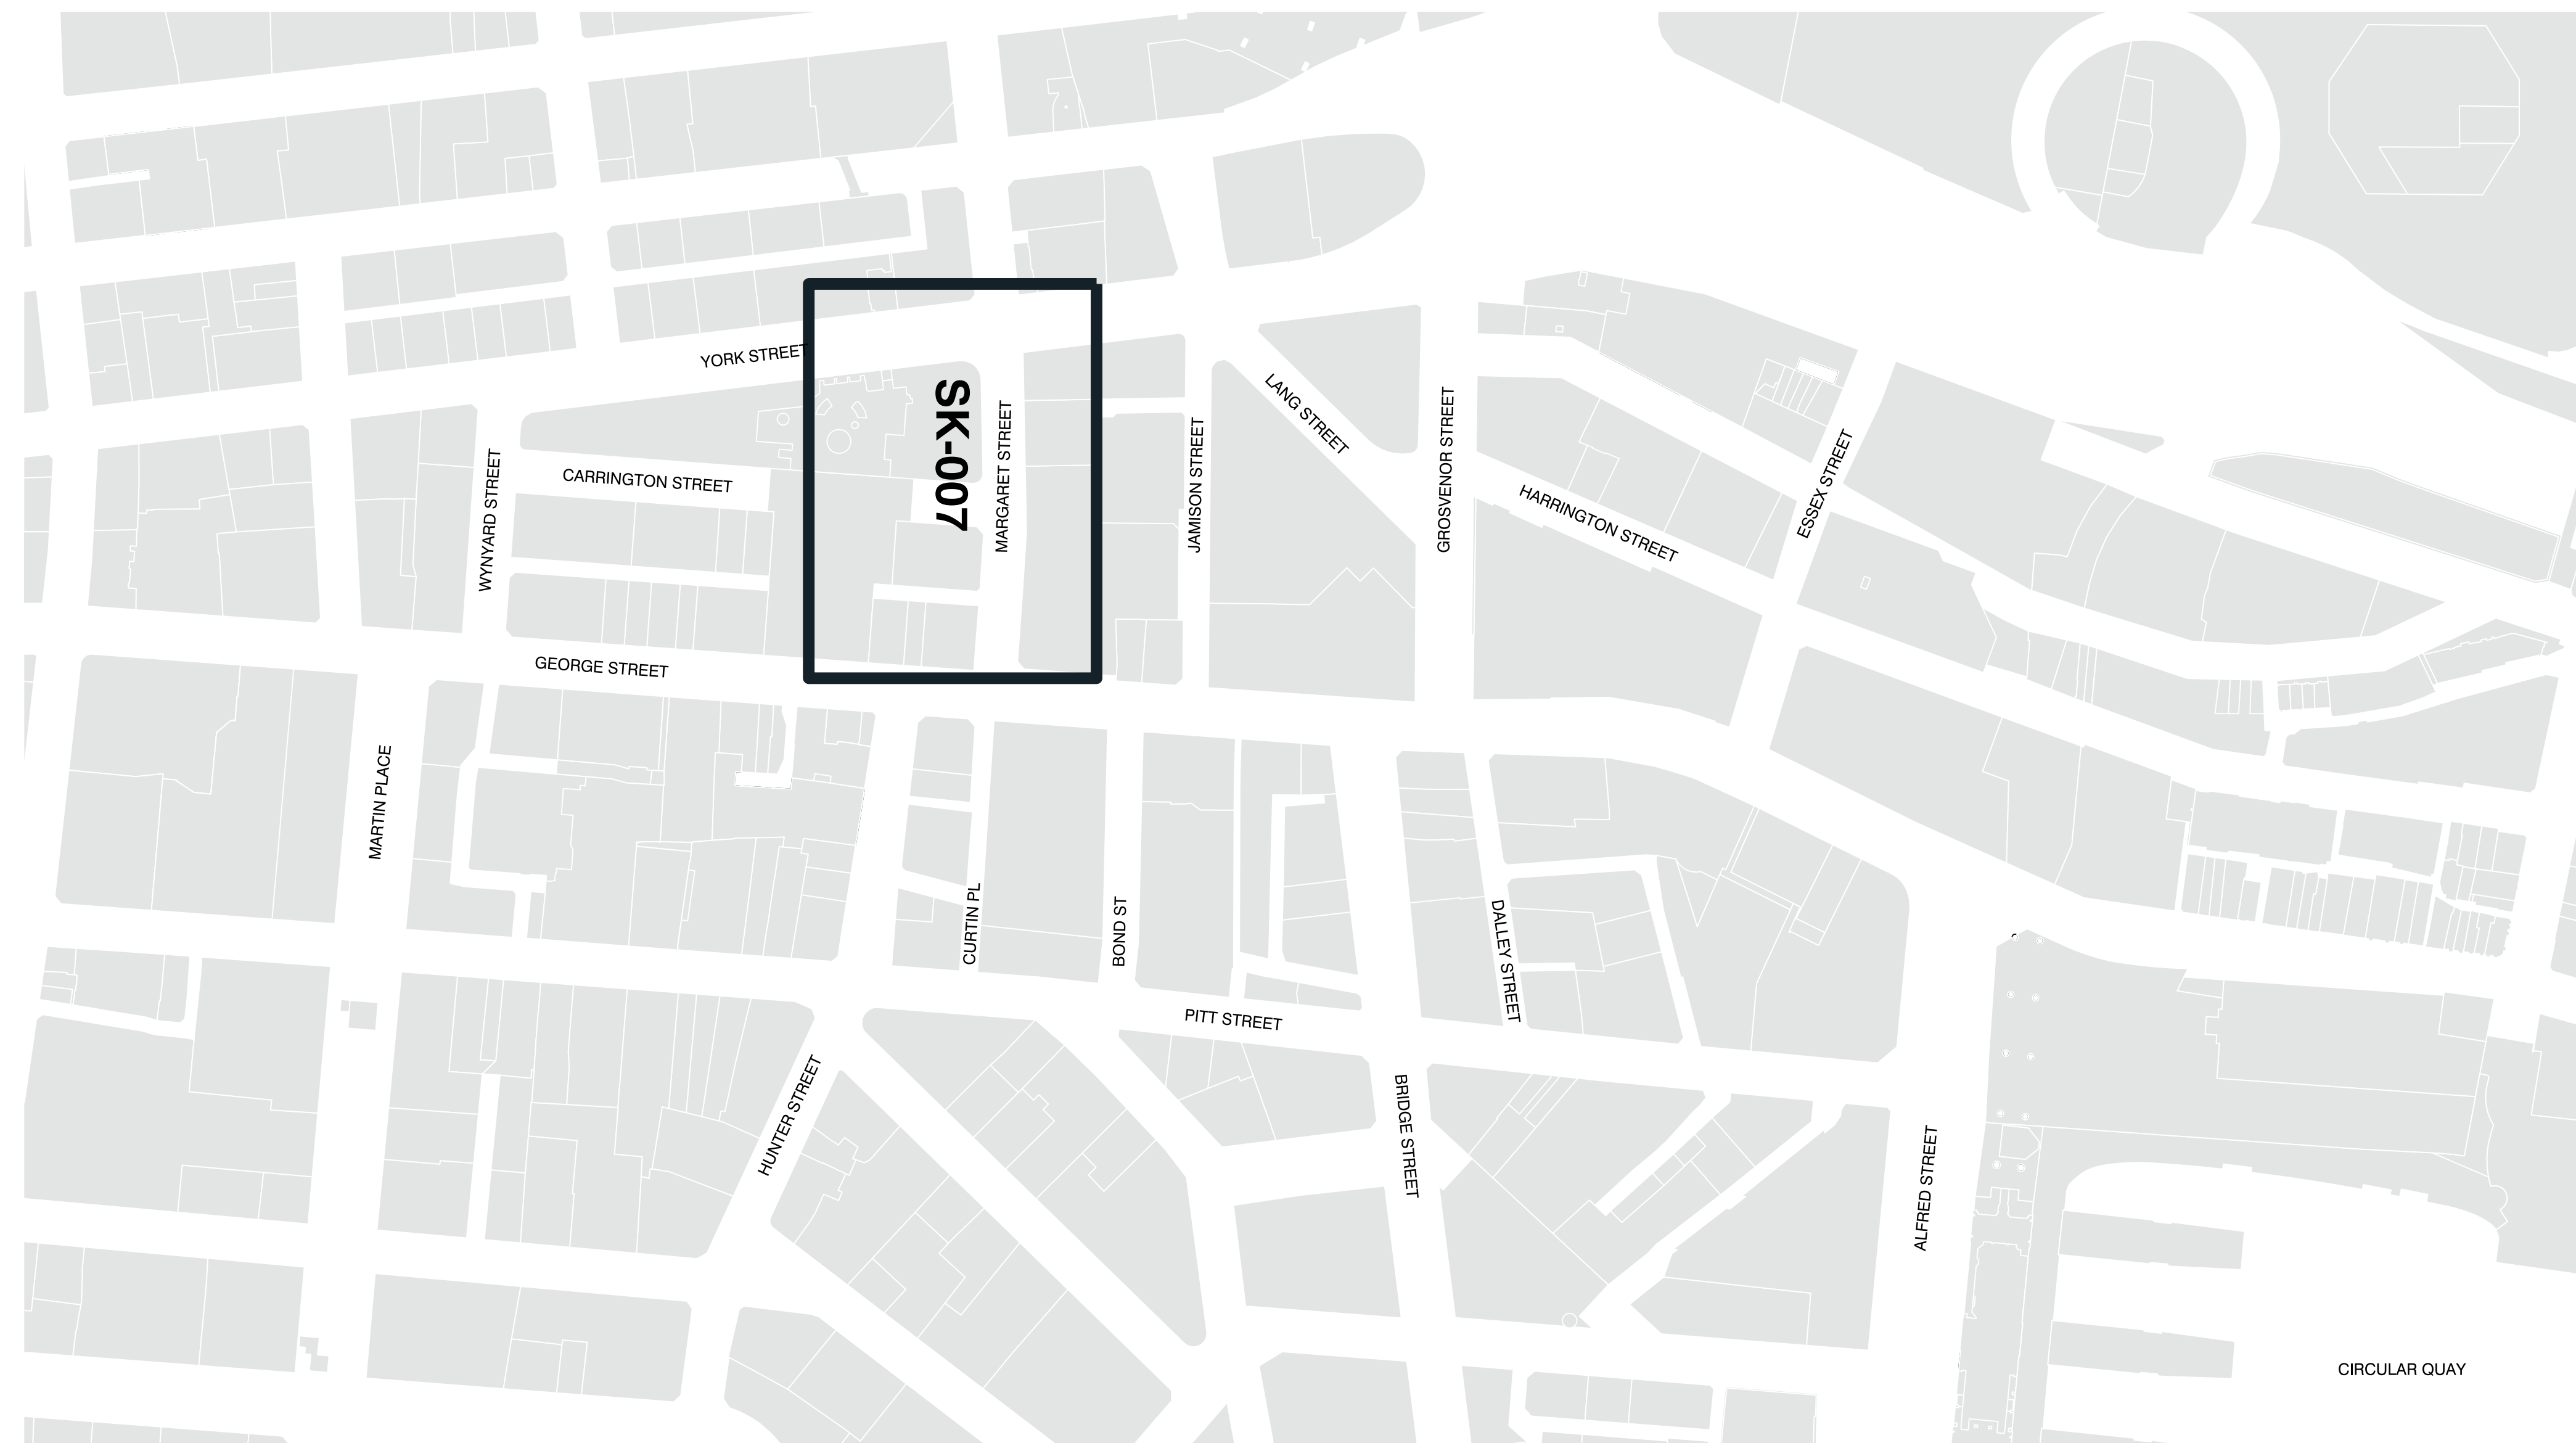 YORK STREET
SK-007
MARGARET STREET
LANG STREET
JAMISON STREET
GROSVENOR STREET
CARRINGTON STREET
WYNYARD STREET
HARRINGTON STREET
ESSEX STREET
GEORGE STREET
MARTIN PLACE
CURTIN PL
BOND ST
DALLEY STREET
PITT STREET
HUNTER STREET
BRIDGE STREET
ALFRED STREET
CIRCULAR QUAY